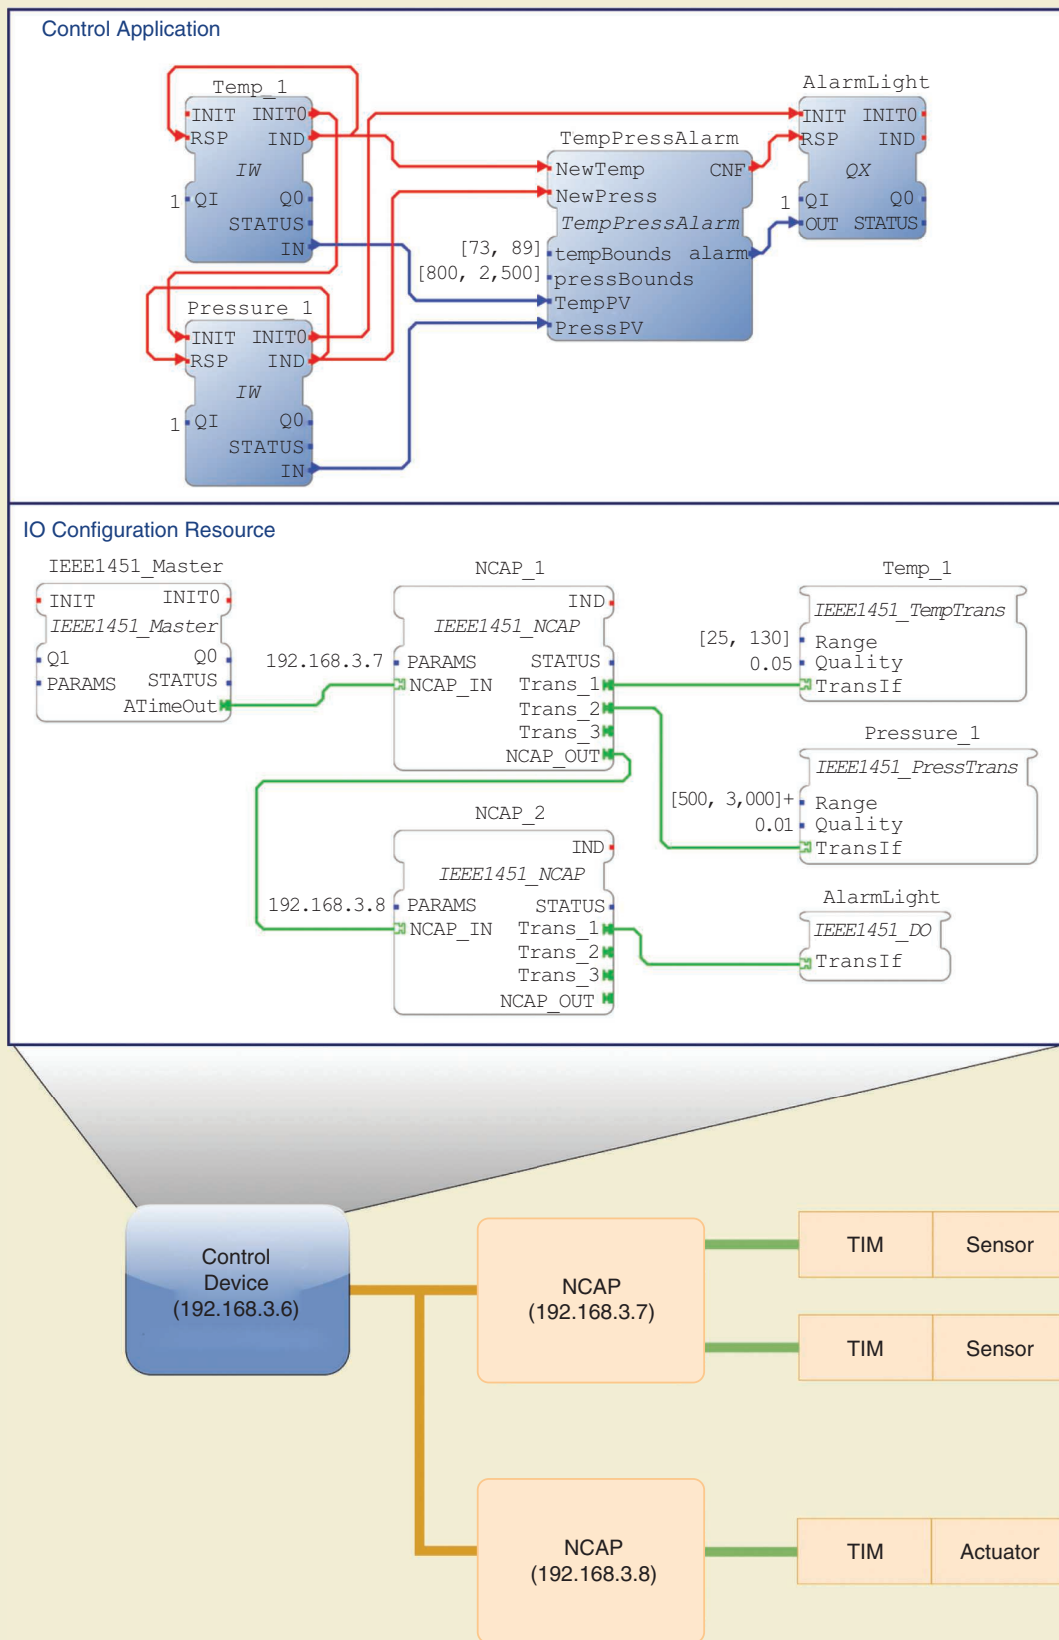 Control Application
Temp_1
INIT INITO
RSP IND
IW
1 QI QO
STATUS
IN
Pressure_1
INIT INITO
RSP IND
IW
1 QI QO
STATUS
IN
TempPressAlarm
NewTemp CNF
NewPress
TempPressAlarm
[73, 89] tempBounds alarm
[800, 2,500] pressBounds
TempPV
PressPV
AlarmLight
INIT INITO
RSP IND
QX
1 QI QO
OUT STATUS
IO Configuration Resource
IEEE1451_Master
INIT INITO
IEEE1451_Master
Q1 QO
PARAMS STATUS
ATimeOut
NCAP_1
IND
IEEE1451_NCAP
192.168.3.7 PARAMS STATUS
NCAP_IN Trans_1
Trans_2
Trans_3
NCAP_OUT
NCAP_2
IND
IEEE1451_NCAP
192.168.3.8 PARAMS STATUS
NCAP_IN Trans_1
Trans_2
Trans_3
NCAP_OUT
Temp_1
IEEE1451_TempTrans
[25, 130] Range
0.05 Quality
TransIf
Pressure_1
IEEE1451_PressTrans
[500, 3,000]+ Range
0.01 Quality
TransIf
AlarmLight
IEEE1451_DO
TransIf
Control
Device
(192.168.3.6)
NCAP
(192.168.3.7)
TIM Sensor
TIM Sensor
NCAP
(192.168.3.8)
TIM Actuator